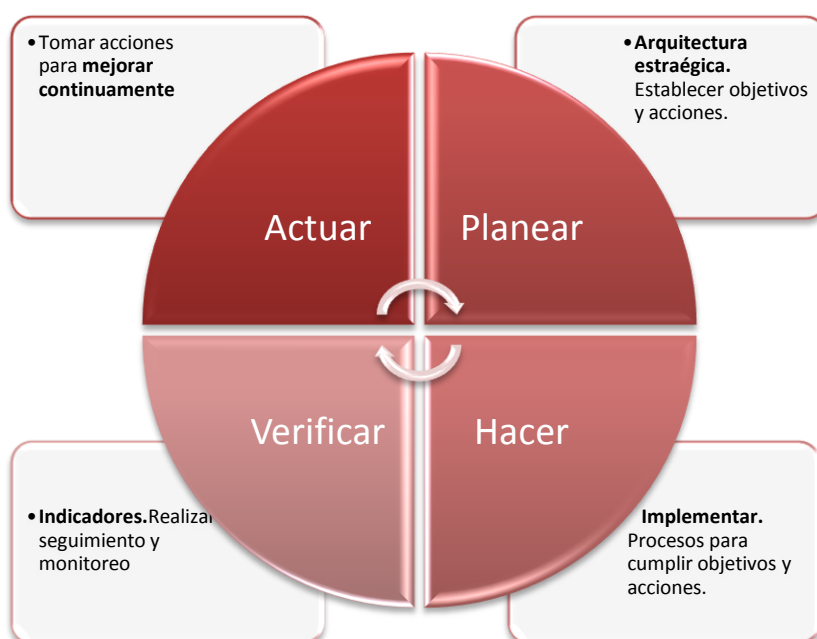 •Tomar acciones
para mejorar
continuamente
•Arquitectura
estraégica.
Establecer objetivos
y acciones.
Actuar
Planear
Verificar
Hacer
•Indicadores.Realizar
seguimiento y
monitoreo
Implementar.
Procesos para
cumplir objetivos y
acciones.